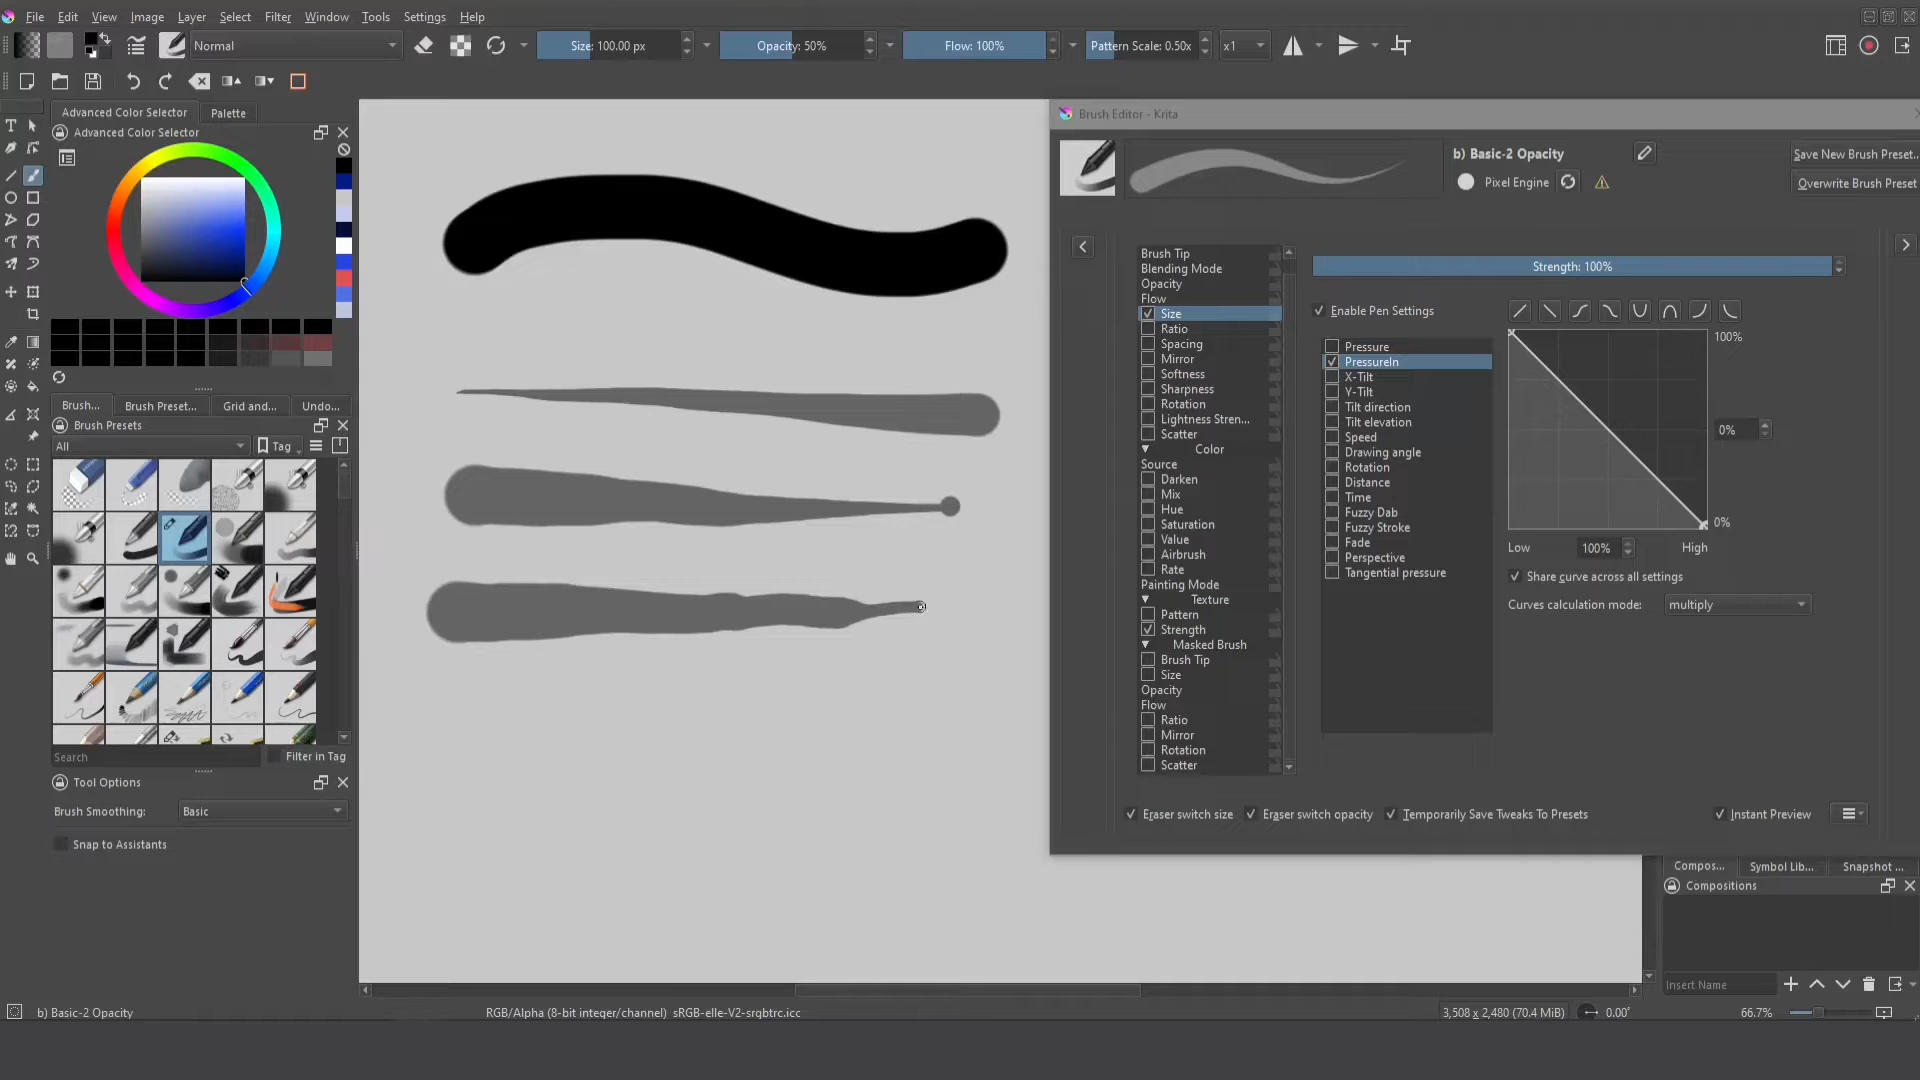 File Edit View Image Layer Select Filter Window Tools Settings Help
Normal
Size: 100.00 px
Opacity: 50%
Flow: 100%
Pattern Scale: 0.50x
x1
Advanced Color Selector
Palette
Advanced Color Selector
Brush...
Brush Preset...
Grid and...
Undo...
Brush Presets
All
Tag
Search
Filter in Tag
Tool Options
Brush Smoothing:
Basic
Snap to Assistants
Brush Editor - Krita
b) Basic-2 Opacity
Pixel Engine
Save New Brush Preset..
Overwrite Brush Preset
Brush Tip
Blending Mode
Opacity
Flow
Size
Ratio
Spacing
Mirror
Softness
Sharpness
Rotation
Lightness Stren...
Scatter
Color
Source
Darken
Mix
Hue
Saturation
Value
Airbrush
Rate
Painting Mode
Texture
Pattern
Strength
Masked Brush
Brush Tip
Size
Opacity
Flow
Ratio
Mirror
Rotation
Scatter
Strength: 100%
Enable Pen Settings
Pressure
PressureIn
X-Tilt
Y-Tilt
Tilt direction
Tilt elevation
Speed
Drawing angle
Rotation
Distance
Time
Fuzzy Dab
Fuzzy Stroke
Fade
Perspective
Tangential pressure
100%
0%
0%
Low
100%
High
Share curve across all settings
Curves calculation mode:
multiply
Eraser switch size
Eraser switch opacity
Temporarily Save Tweaks To Presets
Instant Preview
Compos...
Symbol Lib...
Snapshot ...
Compositions
Insert Name
b) Basic-2 Opacity
RGB/Alpha (8-bit integer/channel) sRGB-elle-V2-srgbtrc.icc
3,508 x 2,480 (70.4 MiB)
0.00°
66.7%